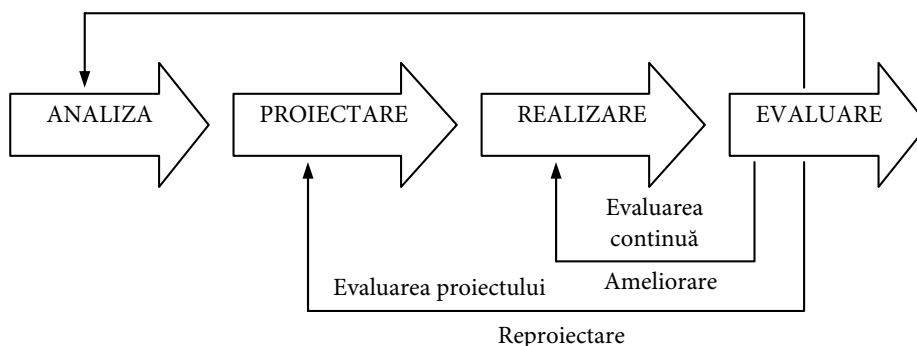 ANALIZA
PROIECTARE
REALIZARE
EVALUARE
Evaluarea
continuă
Ameliorare
Evaluarea proiectului
Reproiectare